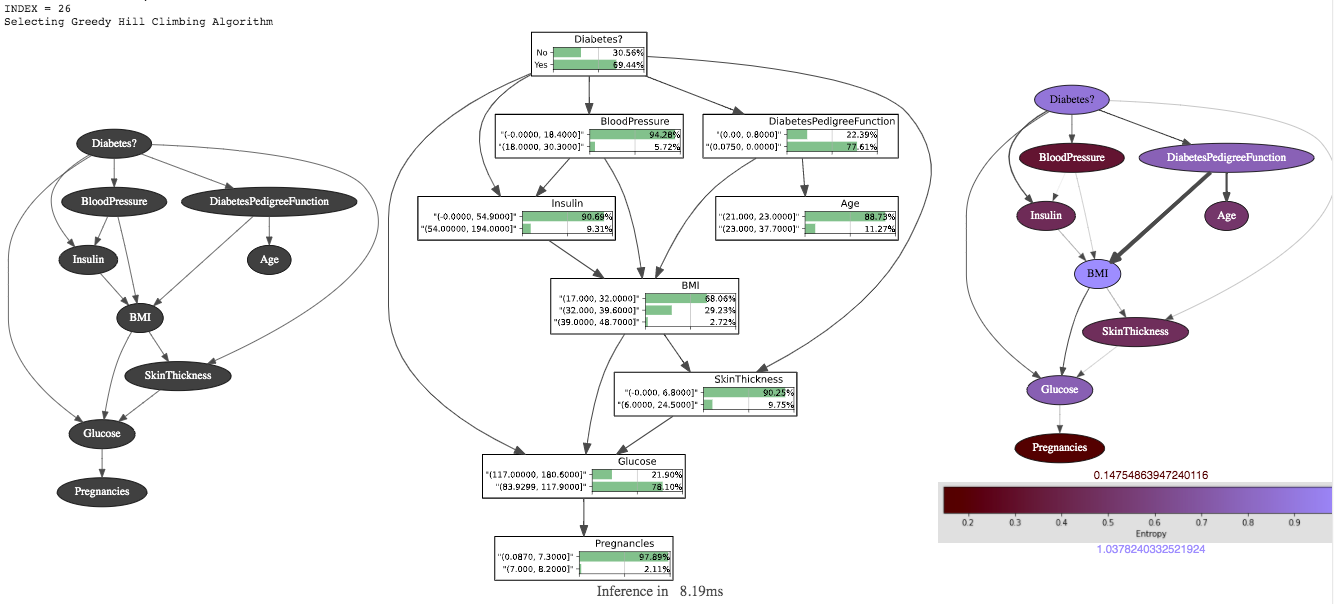 INDEX = 26
Selecting Greedy Hill Climbing Algorithm
Diabetes?
BloodPressure
DiabetesPedigreeFunction
Insulin
Age
BMI
SkinThickness
Glucose
Pregnancies
Diabetes?
No 30.56%
Yes 69.44%
BloodPressure
"(-0.0000, 18.4000]" 94.28%
"(18.0000, 30.3000]" 5.72%
DiabetesPedigreeFunction
"(0.00, 0.8000]" 22.39%
"(0.0750, 0.0000]" 77.61%
Insulin
"(-0.0000, 54.9000]" 90.69%
"(54.00000, 194.0000]" 9.31%
Age
"(21.000, 23.0000]" 88.73%
"(23.000, 37.7000]" 11.27%
BMI
"(17.000, 32.0000]" 68.06%
"(32.000, 39.6000]" 29.23%
"(39.0000, 48.7000]" 2.72%
SkinThickness
"(-0.000, 6.8000]" 90.25%
"(6.0000, 24.5000]" 9.75%
Glucose
"(117.00000, 180.6000]" 21.90%
"(83.9299, 117.9000]" 78.10%
Pregnancies
"(0.0870, 7.3000]" 97.89%
"(7.000, 8.2000]" 2.11%
Inference in 8.19ms
Diabetes?
BloodPressure
DiabetesPedigreeFunction
Insulin
Age
BMI
SkinThickness
Glucose
Pregnancies
0.14754863947240116
0.2 0.3 0.4 0.5 0.6 0.7 0.8 0.9
Entropy
1.0378240332521924